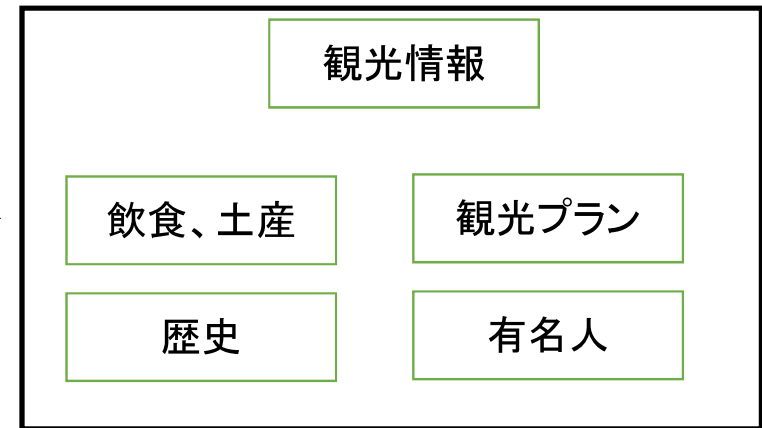 観光情報
飲食、土産
観光プラン
歴史
有名人